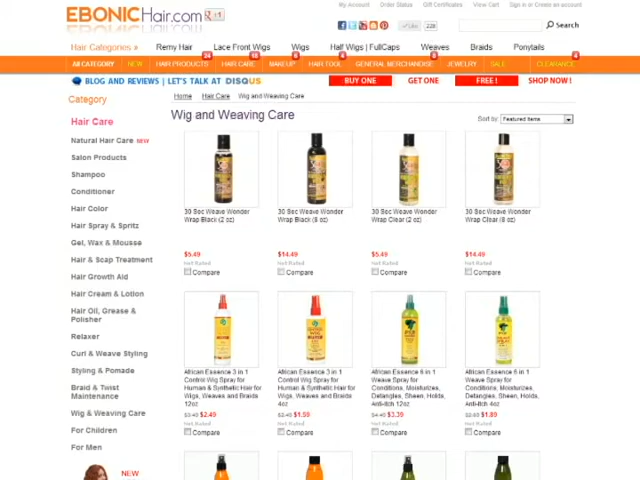 My Account Order Status Gift Certificates View Cart Sign in or Create an account
EBONICHair.com +1
Like 228 Search
Hair Categories » Remy Hair Lace Front Wigs Wigs Half Wigs | FullCaps Weaves Braids Ponytails
All CATEGORY NEW HAIR PRODUCTS HAIR CARE MAKEUP HAIR TOOL GENERAL MERCHANDISE JEWELRY SALE CLEARANCE
BLOG AND REVIEWS | LET'S TALK AT DISQUS BUY ONE GET ONE FREE ! SHOP NOW !
Category
Home Hair Care Wig and Weaving Care
Wig and Weaving Care
Sort by: Featured Items
Hair Care
Natural Hair Care NEW
Salon Products
Shampoo
Conditioner
Hair Color
Hair Spray & Spritz
Gel, Wax & Mousse
Hair & Scap Treatment
Hair Growth Aid
Hair Cream & Lotion
Hair Oil, Grease &
Polisher
Relaxer
Curl & Weave Styling
Styling & Pomade
Braid & Twist
Maintenance
Wig & Weaving Care
For Children
For Men
NEW
30 Sec Weave Wonder
Wrap Black (2 oz)
$5.49
Not Rated
Compare
30 Sec Weave Wonder
Wrap Black (8 oz)
$14.49
Not Rated
Compare
30 Sec Weave Wonder
Wrap Clear (2 oz)
$5.49
Not Rated
Compare
30 Sec Weave Wonder
Wrap Clear (8 oz)
$14.49
Not Rated
Compare
African Essence 3 in 1
Control Wig Spray for
Human & Synthetic Hair for
Wigs, Weaves and Braids
12oz
$2.49
Compare
African Essence 3 in 1
Control Wig Spray for
Human & Synthetic Hair for
Wigs, Weaves and Braids
4oz
$1.59
Compare
African Essence 6 in 1
Weave Spray for
Conditions, Moisturizes,
Detangles, Sheen, Holds,
Anti-Itch 12oz
$3.39
Compare
African Essence 6 in 1
Weave Spray for
Conditions, Moisturizes,
Detangles, Sheen, Holds,
Anti-Itch 4oz
$1.89
Compare